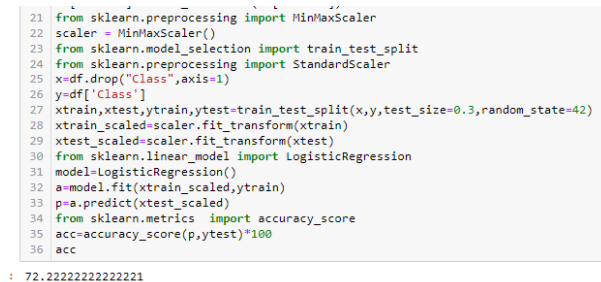 21 from sklearn.preprocessing import MinMaxScaler
22 scaler = MinMaxScaler()
23 from sklearn.model_selection import train_test_split
24 from sklearn.preprocessing import StandardScaler
25 x=df.drop("Class",axis=1)
26 y=df['Class']
27 xtrain,xtest,ytrain,ytest=train_test_split(x,y,test_size=0.3,random_state=42)
28 xtrain_scaled=scaler.fit_transform(xtrain)
29 xtest_scaled=scaler.fit_transform(xtest)
30 from sklearn.linear_model import LogisticRegression
31 model=LogisticRegression()
32 a=model.fit(xtrain_scaled,ytrain)
33 p=a.predict(xtest_scaled)
34 from sklearn.metrics  import accuracy_score
35 acc=accuracy_score(p,ytest)*100
36 acc
: 72.22222222222221